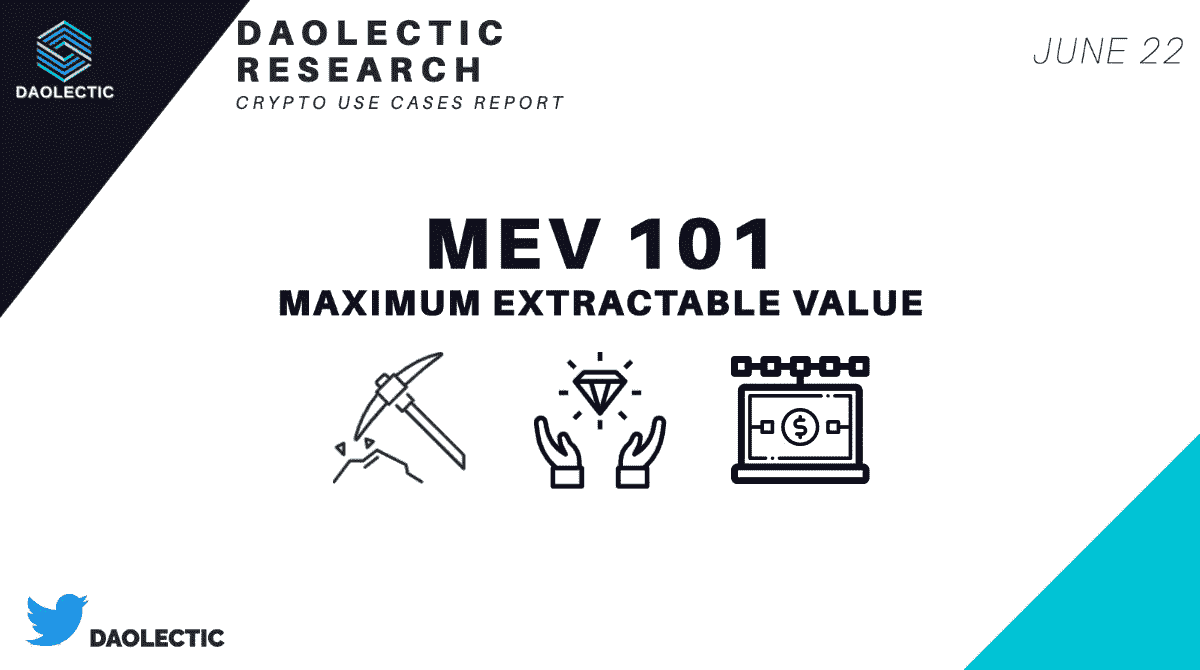 DAOLECTIC
DAOLECTIC
RESEARCH
CRYPTO USE CASES REPORT
JUNE 22
MEV 101
MAXIMUM EXTRACTABLE VALUE
$
DAOLECTIC